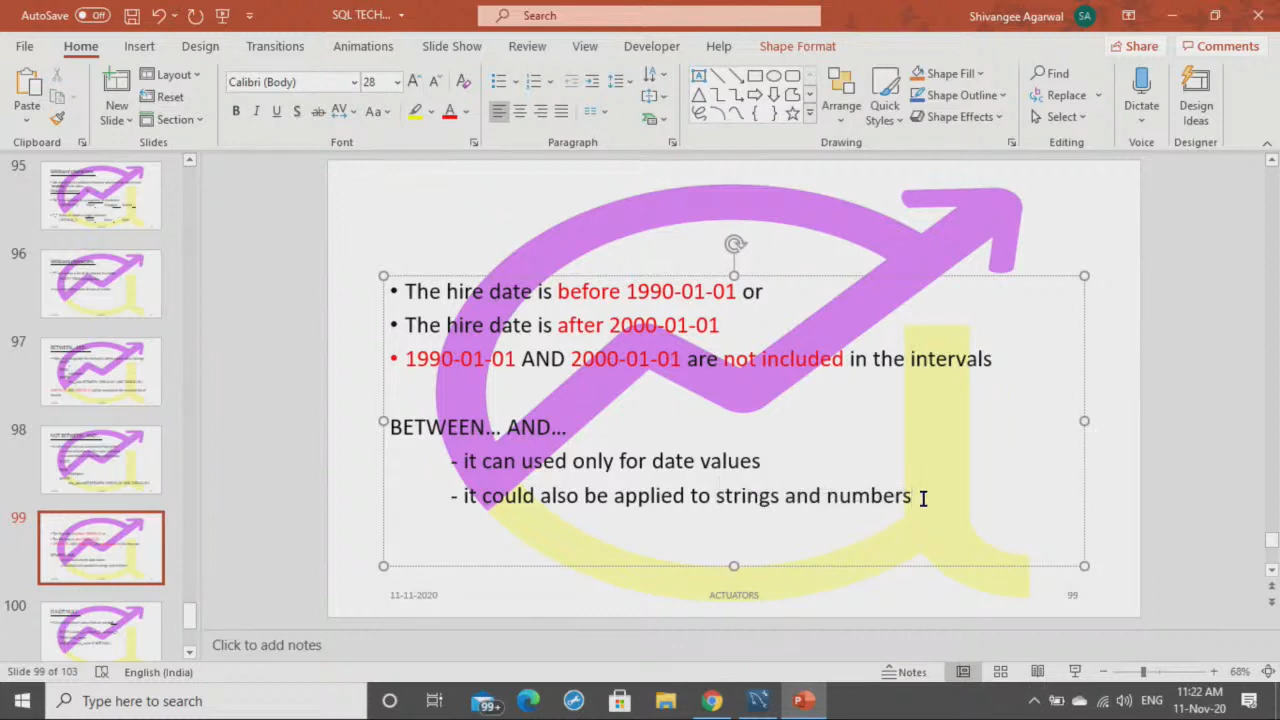 AutoSave Off SQL TECH... Search Shivangee Agarwal SA
File Home Insert Design Transitions Animations Slide Show Review View Developer Help Shape Format Share Comments
Paste New Slide Layout Reset Section Calibri (Body) 28 Arrange Quick Styles Shape Fill Shape Outline Shape Effects Find Replace Select Dictate Design Ideas
Clipboard Slides Font Paragraph Drawing Editing Voice Designer
95
96
97
98
99
100
• The hire date is before 1990-01-01 or
• The hire date is after 2000-01-01
• 1990-01-01 AND 2000-01-01 are not included in the intervals
BETWEEN... AND...
- it can used only for date values
- it could also be applied to strings and numbers
11-11-2020 ACTUATORS 99
Click to add notes
Slide 99 of 103 English (India) Notes 68%
Type here to search 99+ ENG 11:22 AM
11-Nov-20